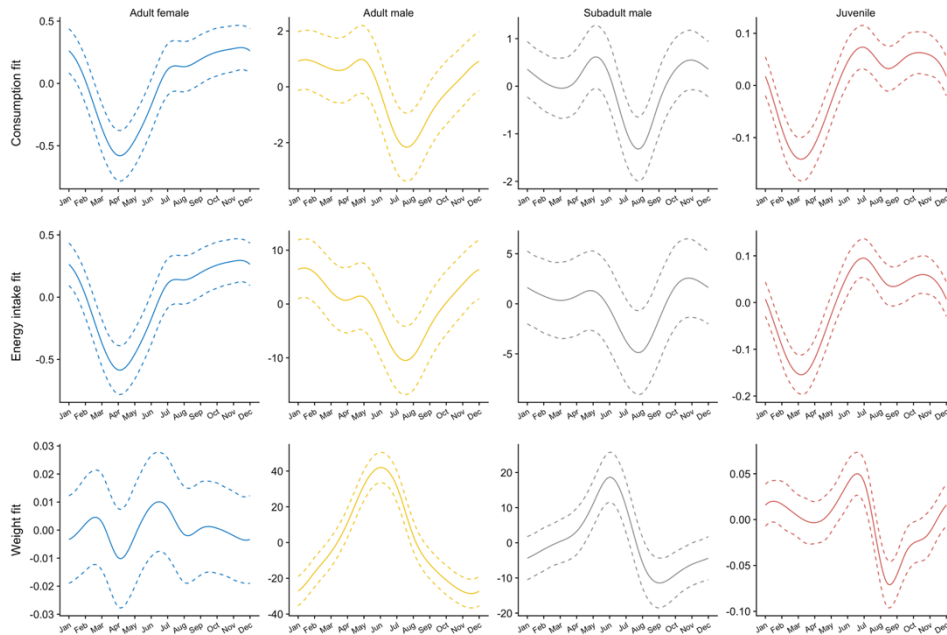 Adult female Adult male Subadult male Juvenile
Consumption fit
0.5 0.0 -0.5
2 0 -2
1 0 -1 -2
0.1 0.0 -0.1
Jan Feb Mar Apr May Jun Jul Aug Sep Oct Nov Dec
Jan Feb Mar Apr May Jun Jul Aug Sep Oct Nov Dec
Jan Feb Mar Apr May Jun Jul Aug Sep Oct Nov Dec
Jan Feb Mar Apr May Jun Jul Aug Sep Oct Nov Dec
Energy intake fit
0.5 0.0 -0.5
10 0 -10
5 0 -5
0.1 0.0 -0.1 -0.2
Jan Feb Mar Apr May Jun Jul Aug Sep Oct Nov Dec
Jan Feb Mar Apr May Jun Jul Aug Sep Oct Nov Dec
Jan Feb Mar Apr May Jun Jul Aug Sep Oct Nov Dec
Jan Feb Mar Apr May Jun Jul Aug Sep Oct Nov Dec
Weight fit
0.03 0.02 0.01 0.00 -0.01 -0.02 -0.03
40 20 0 -20 -40
20 10 0 -10 -20
0.05 0.00 -0.05 -0.10
Jan Feb Mar Apr May Jun Jul Aug Sep Oct Nov Dec
Jan Feb Mar Apr May Jun Jul Aug Sep Oct Nov Dec
Jan Feb Mar Apr May Jun Jul Aug Sep Oct Nov Dec
Jan Feb Mar Apr May Jun Jul Aug Sep Oct Nov Dec